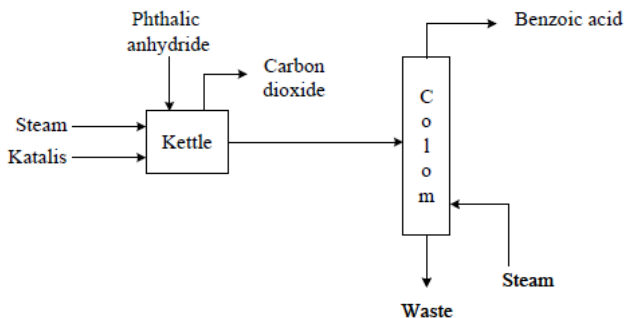 Phthalic
anhydride
Benzoic acid
Carbon
dioxide
Steam
Katalis
Kettle
C
o
l
o
m
Steam
Waste